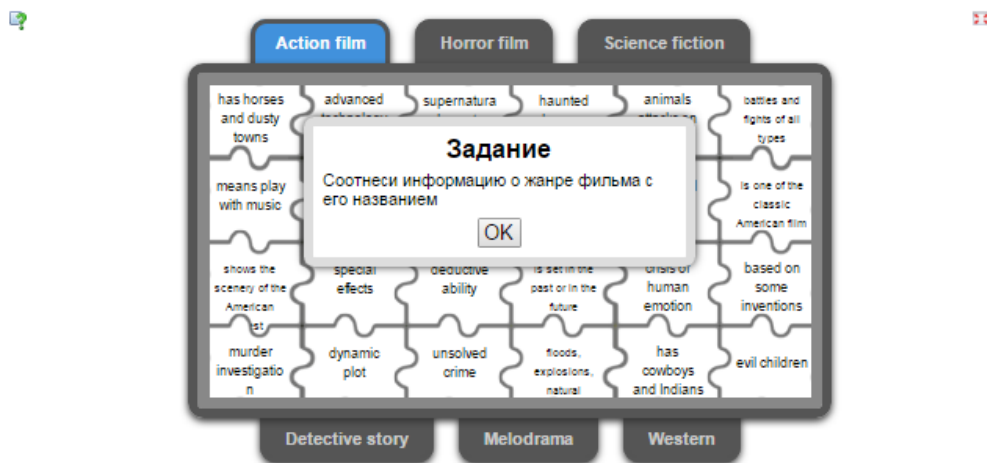 Action film
Horror film
Science fiction
has horses
and dusty
towns
advanced
supernatura
haunted
animals
battles and
fights of all
types
Задание
Соотнеси информацию о жанре фильма с
его названием
OK
means play
with music
is one of the
classic
American film
shows the
scenery of the
American
special
effects
deductive
ability
is set in the
past or in the
future
crisis of
human
emotion
based on
some
inventions
murder
investigatio
n
dynamic
plot
unsolved
crime
floods,
explosions,
natural
has
cowboys
and Indians
evil children
Detective story
Melodrama
Western